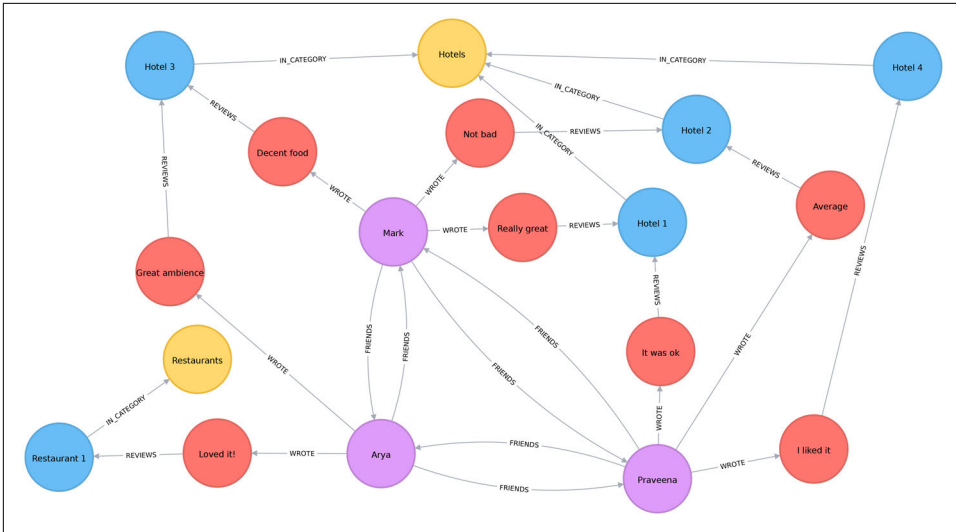 Hotels
Hotel 3
IN_CATEGORY
IN_CATEGORY
Hotel 4
IN_CATEGORY
REVIEWS
Not bad
REVIEWS
Hotel 2
IN_CATEGORY
Decent food
REVIEWS
REVIEWS
WROTE
WROTE
Average
Mark
WROTE
Really great
REVIEWS
Hotel 1
Great ambience
REVIEWS
REVIEWS
FRIENDS
FRIENDS
FRIENDS
WROTE
It was ok
Restaurants
WROTE
FRIENDS
IN_CATEGORY
WROTE
FRIENDS
Restaurant 1
REVIEWS
Loved it!
WROTE
Arya
I liked it
WROTE
Praveena
FRIENDS